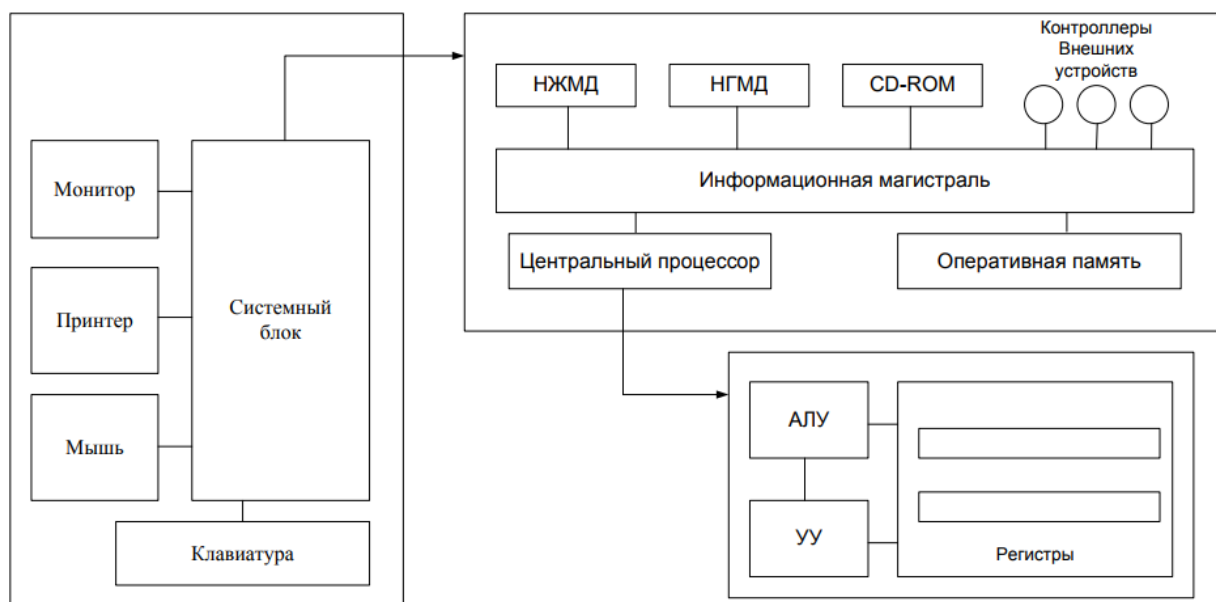 Монитор
Принтер
Мышь
Системный
блок
Клавиатура
Контроллеры
Внешних
устройств
НЖМД
НГМД
CD-ROM
Информационная магистраль
Центральный процессор
Оперативная память
АЛУ
УУ
Регистры